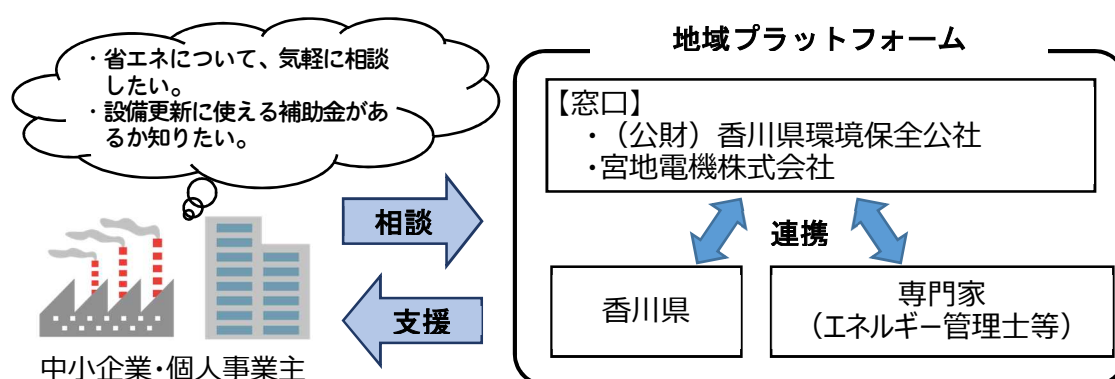 ・省エネについて、気軽に相談
したい。
・設備更新に使える補助金があ
るか知りたい。
中小企業・個人事業主
相談
支援
地域プラットフォーム
【窓口】
・（公財）香川県環境保全公社
・宮地電機株式会社
連携
香川県
専門家
（エネルギー管理士等）